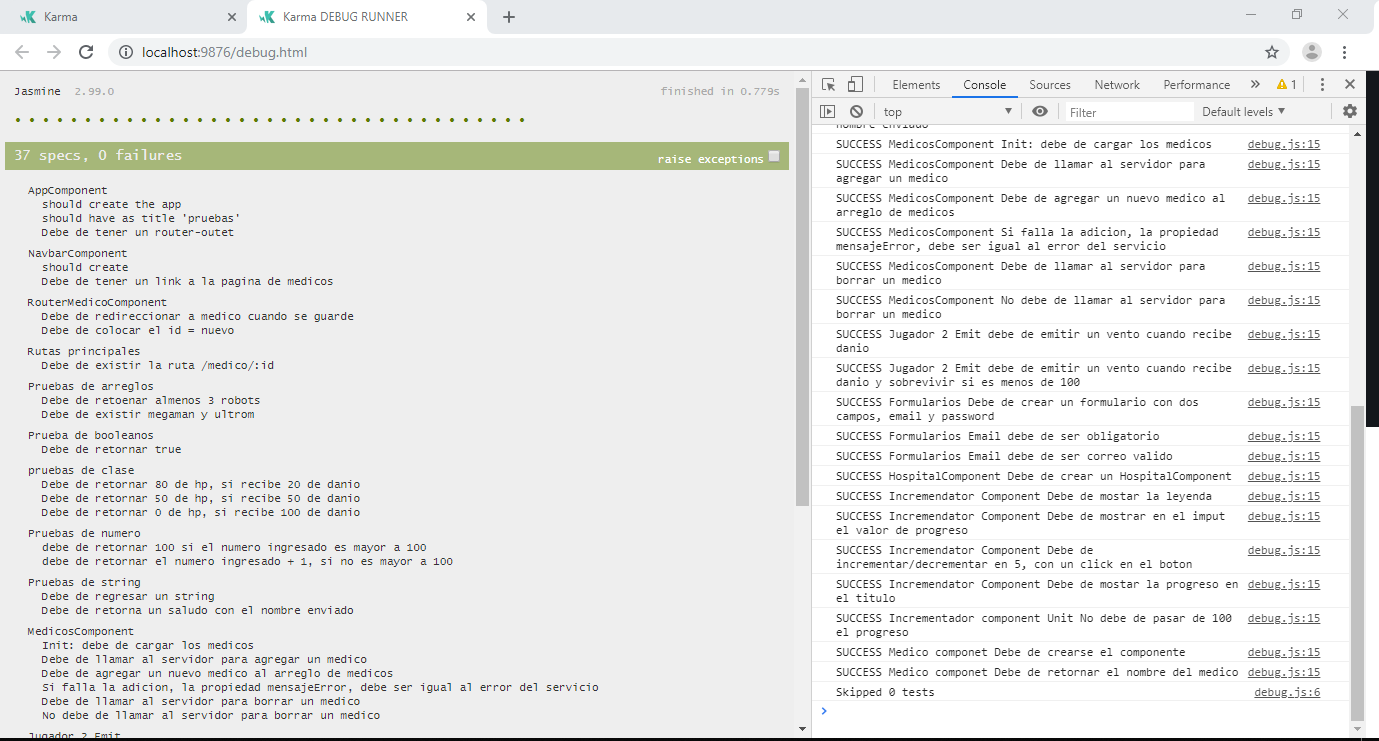 Karma
Karma DEBUG RUNNER
localhost:9876/debug.html
Jasmine 2.99.0
finished in 0.779s
37 specs, 0 failures
raise exceptions
AppComponent
should create the app
should have as title 'pruebas'
Debe de tener un router-outet
NavbarComponent
should create
Debe de tener un link a la pagina de medicos
RouterMedicoComponent
Debe de redireccionar a medico cuando se guarde
Debe de colocar el id = nuevo
Rutas principales
Debe de existir la ruta /medico/:id
Pruebas de arreglos
Debe de retoenar almenos 3 robots
Debe de existir megaman y ultrom
Prueba de booleanos
Debe de retornar true
pruebas de clase
Debe de retornar 80 de hp, si recibe 20 de danio
Debe de retornar 50 de hp, si recibe 50 de danio
Debe de retornar 0 de hp, si recibe 100 de danio
Pruebas de numero
debe de retornar 100 si el numero ingresado es mayor a 100
debe de retornar el numero ingresado + 1, si no es mayor a 100
Pruebas de string
Debe de regresar un string
Debe de retorna un saludo con el nombre enviado
MedicosComponent
Init: debe de cargar los medicos
Debe de llamar al servidor para agregar un medico
Debe de agregar un nuevo medico al arreglo de medicos
Si falla la adicion, la propiedad mensajeError, debe ser igual al error del servicio
Debe de llamar al servidor para borrar un medico
No debe de llamar al servidor para borrar un medico
Jugador 2 Emit
Elements Console Sources Network Performance 1
top Filter Default levels
nombre enviado
SUCCESS MedicosComponent Init: debe de cargar los medicos debug.js:15
SUCCESS MedicosComponent Debe de llamar al servidor para debug.js:15
agregar un medico
SUCCESS MedicosComponent Debe de agregar un nuevo medico al debug.js:15
arreglo de medicos
SUCCESS MedicosComponent Si falla la adicion, la propiedad debug.js:15
mensajeError, debe ser igual al error del servicio
SUCCESS MedicosComponent Debe de llamar al servidor para debug.js:15
borrar un medico
SUCCESS MedicosComponent No debe de llamar al servidor para debug.js:15
borrar un medico
SUCCESS Jugador 2 Emit debe de emitir un vento cuando recibe debug.js:15
danio
SUCCESS Jugador 2 Emit debe de emitir un vento cuando recibe debug.js:15
danio y sobrevivir si es menos de 100
SUCCESS Formularios Debe de crear un formulario con dos debug.js:15
campos, email y password
SUCCESS Formularios Email debe de ser obligatorio debug.js:15
SUCCESS Formularios Email debe de ser correo valido debug.js:15
SUCCESS HospitalComponent Debe de crear un HospitalComponent debug.js:15
SUCCESS Incremendator Component Debe de mostar la leyenda debug.js:15
SUCCESS Incremendator Component Debe de mostrar en el imput debug.js:15
el valor de progreso
SUCCESS Incremendator Component Debe de debug.js:15
incrementar/decrementar en 5, con un click en el boton
SUCCESS Incremendator Component Debe de mostar la progreso en debug.js:15
el titulo
SUCCESS Incrementador component Unit No debe de pasar de 100 debug.js:15
el progreso
SUCCESS Medico componet Debe de crearse el componente debug.js:15
SUCCESS Medico componet Debe de retornar el nombre del medico debug.js:15
Skipped 0 tests debug.js:6